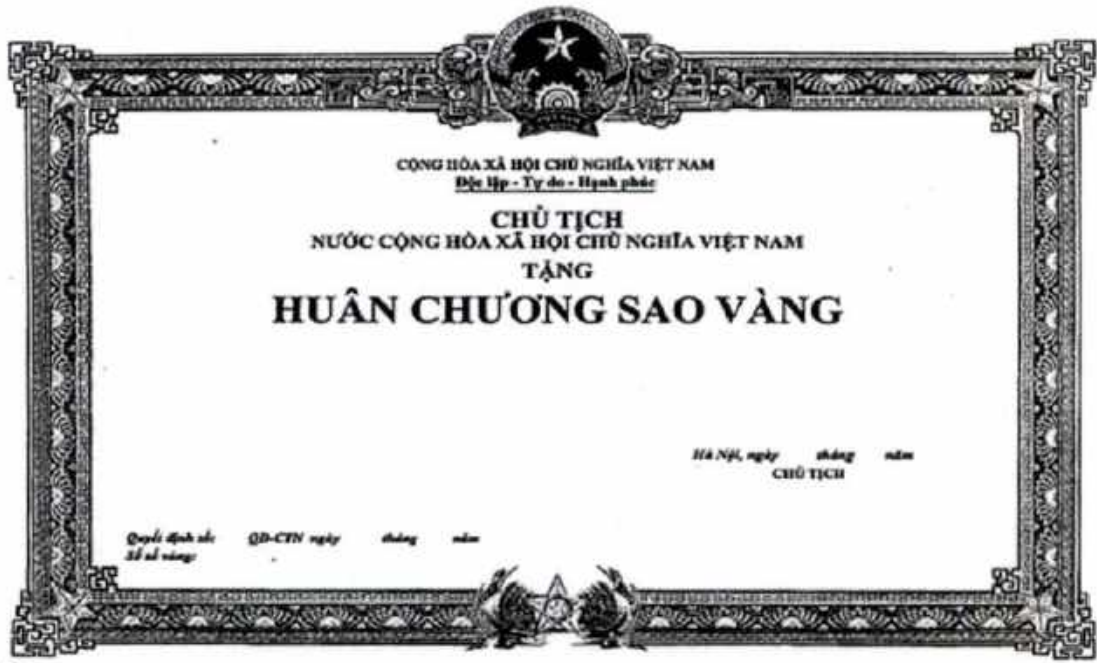 CỘNG HÒA XÃ HỘI CHỦ NGHĨA VIỆT NAM
Độc lập - Tự do - Hạnh phúc
CHỦ TỊCH
NƯỚC CỘNG HÒA XÃ HỘI CHỦ NGHĨA VIỆT NAM
TẶNG
HUÂN CHƯƠNG SAO VÀNG
Hà Nội, ngày tháng năm
CHỦ TỊCH
Quyết định số: QĐ-CTN ngày tháng năm
Số sổ vàng: